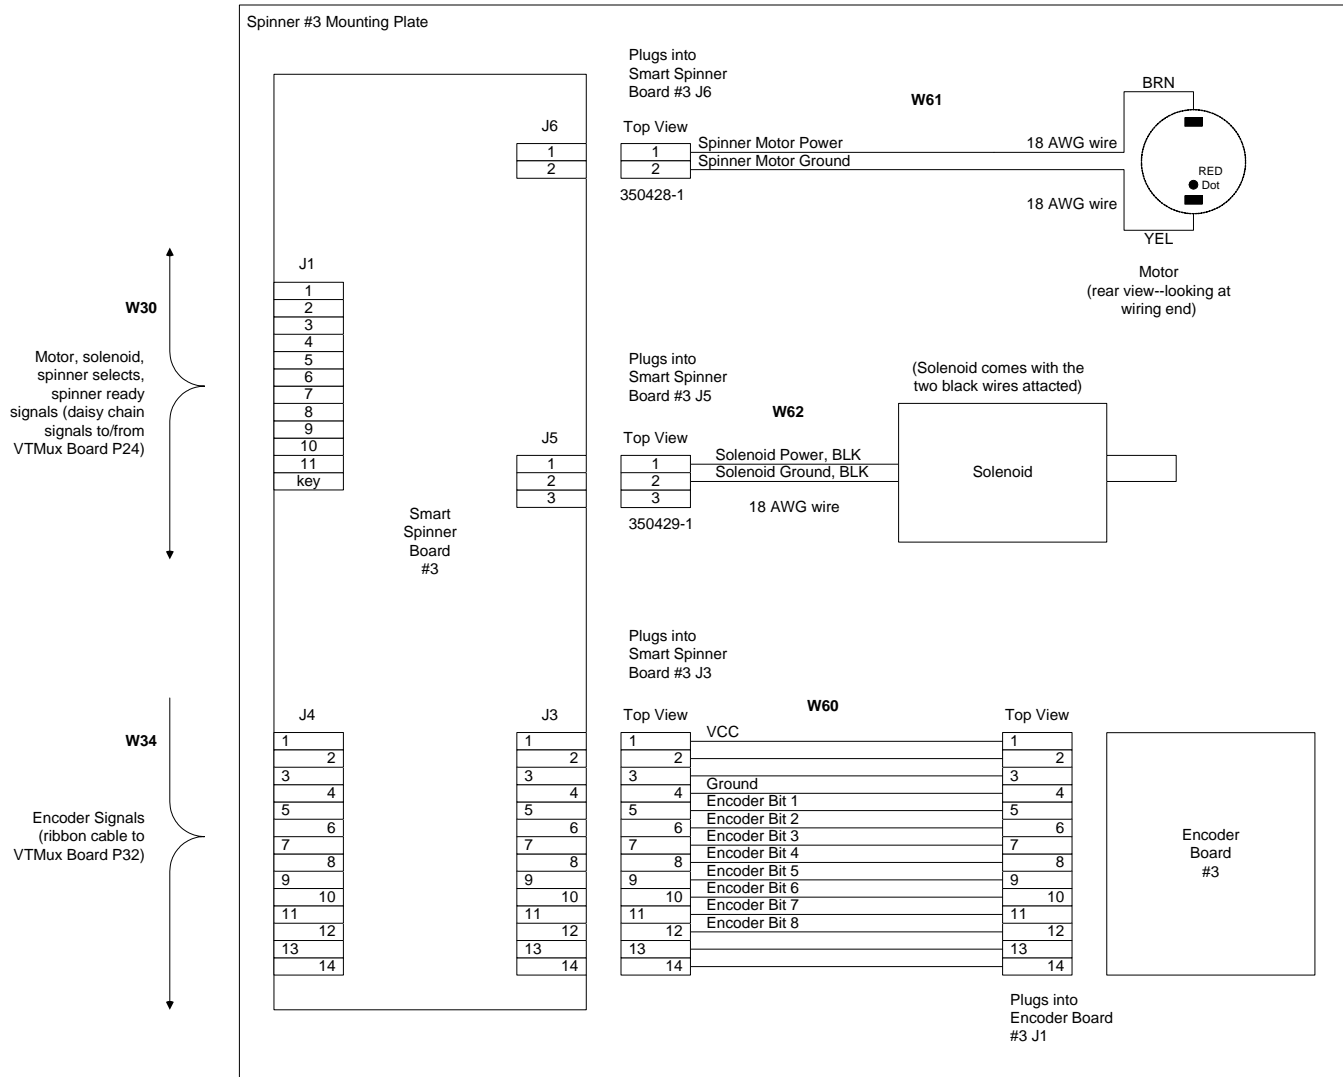 Spinner #3 Mounting Plate
Plugs into
Smart Spinner
Board #3 J6
W61
BRN
J6
Top View
1
2
1
2
Spinner Motor Power
Spinner Motor Ground
18 AWG wire
350428-1
18 AWG wire
RED
Dot
YEL
Motor
(rear view--looking at
wiring end)
W30
Motor, solenoid,
spinner selects,
spinner ready
signals (daisy chain
signals to/from
VTMux Board P24)
J1
1
2
3
4
5
6
7
8
9
10
11
key
Plugs into
Smart Spinner
Board #3 J5
W62
(Solenoid comes with the
two black wires attacted)
J5
Top View
1
2
3
1
2
3
Solenoid Power, BLK
Solenoid Ground, BLK
18 AWG wire
350429-1
Solenoid
Smart
Spinner
Board
#3
Plugs into
Smart Spinner
Board #3 J3
W60
W34
Encoder Signals
(ribbon cable to
VTMux Board P32)
J4
1
2
3
4
5
6
7
8
9
10
11
12
13
14
J3
1
2
3
4
5
6
7
8
9
10
11
12
13
14
Top View
1
2
3
4
5
6
7
8
9
10
11
12
13
14
VCC
Ground
Encoder Bit 1
Encoder Bit 2
Encoder Bit 3
Encoder Bit 4
Encoder Bit 5
Encoder Bit 6
Encoder Bit 7
Encoder Bit 8
Top View
1
2
3
4
5
6
7
8
9
10
11
12
13
14
Plugs into
Encoder Board
#3 J1
Encoder
Board
#3